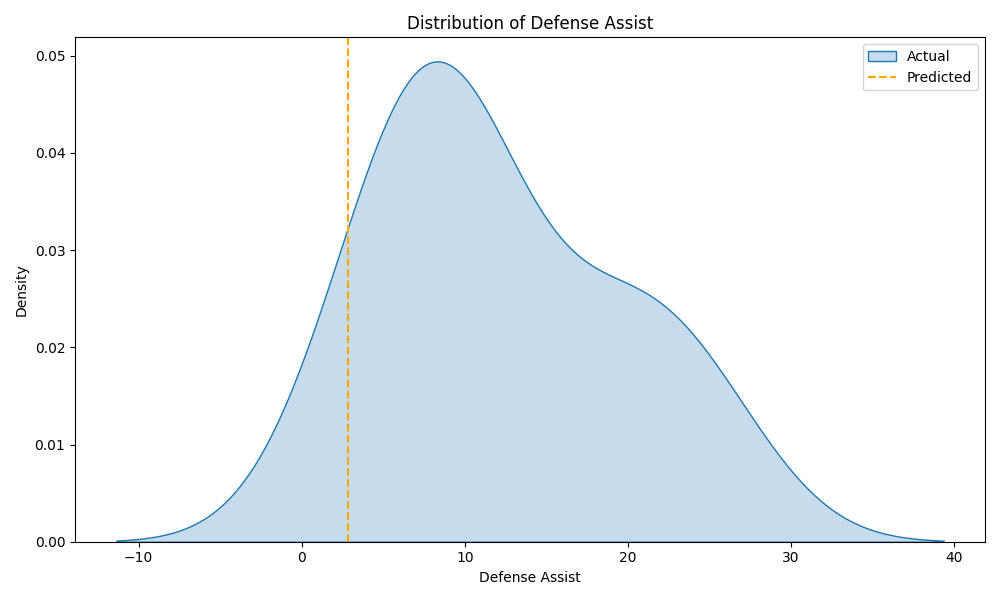 Distribution of Defense Assist
Actual
Predicted
0.05
0.04
0.03
0.02
0.01
0.00
Density
−10
0
10
20
30
40
Defense Assist